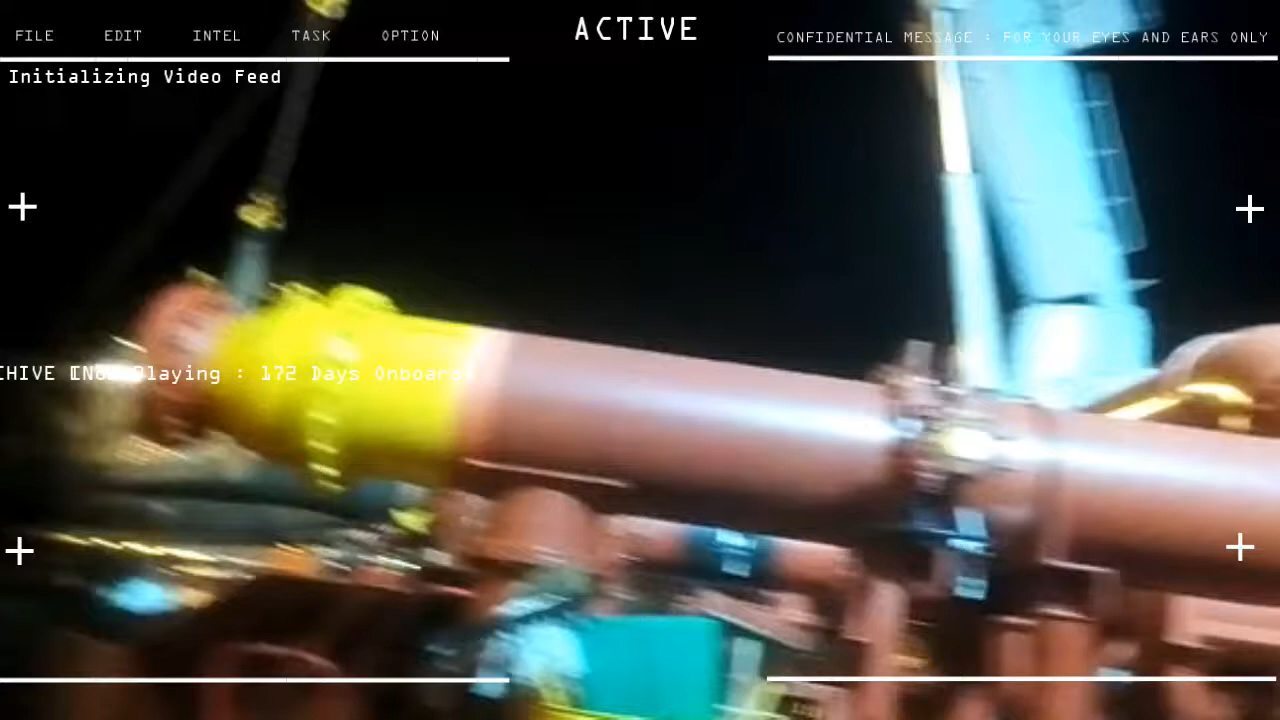 FILE EDIT INTEL TASK OPTION
ACTIVE
CONFIDENTIAL MESSAGE : FOR YOUR EYES AND EARS ONLY
Initializing Video Feed
CHIVE Playing : 172 Days Onboard